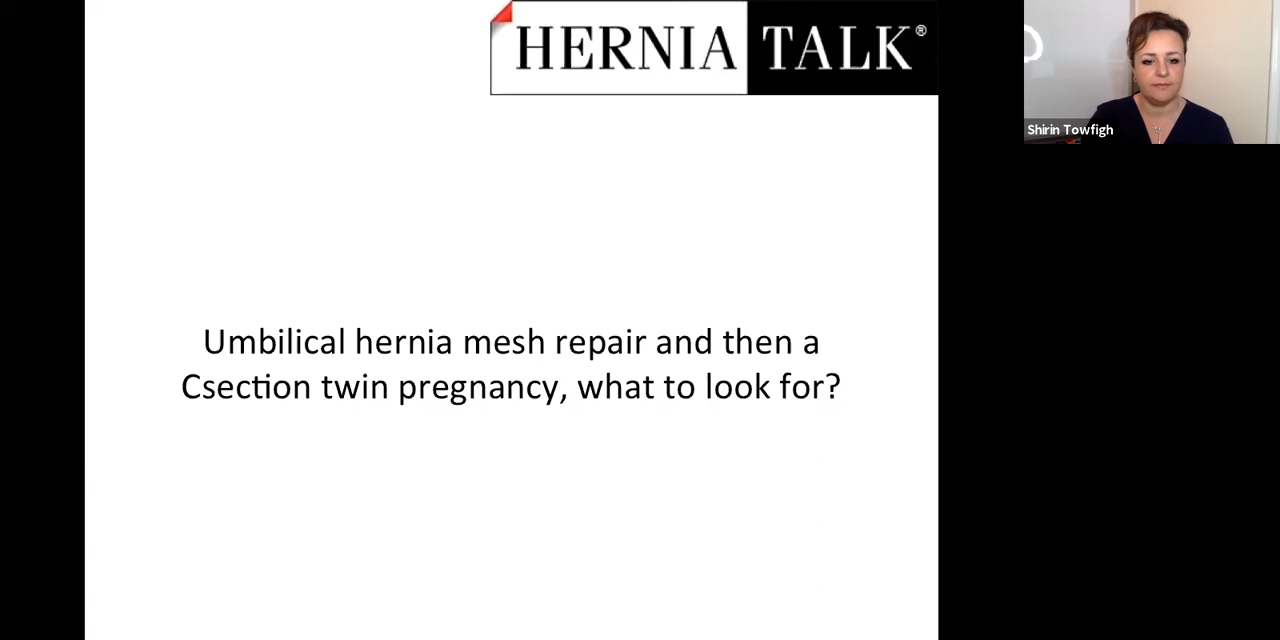 HERNIA TALK®
Shirin Towfigh
Umbilical hernia mesh repair and then a
Csection twin pregnancy, what to look for?